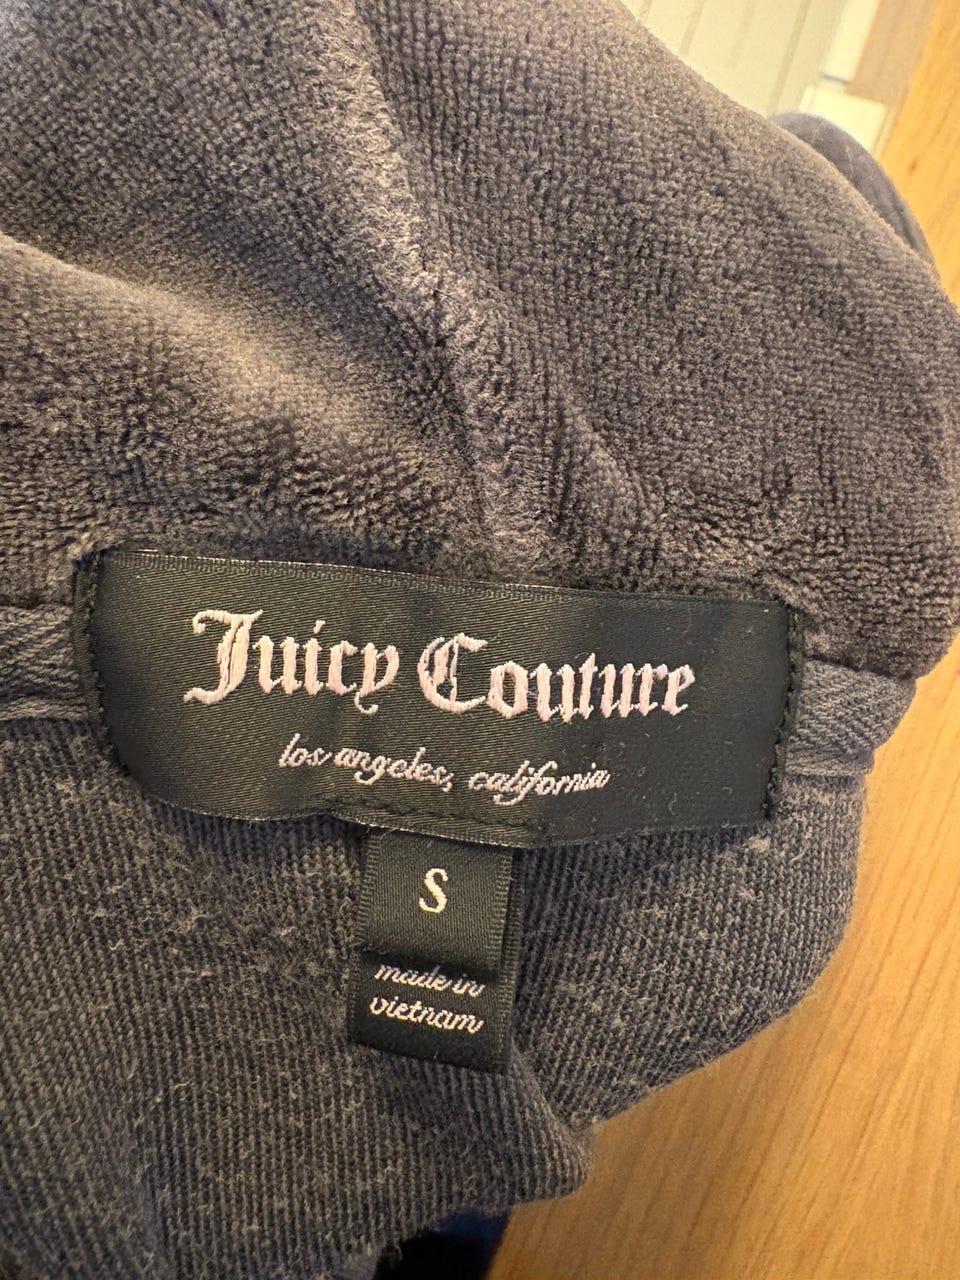 Juicy Couture
los angeles, california
S
made in
vietnam